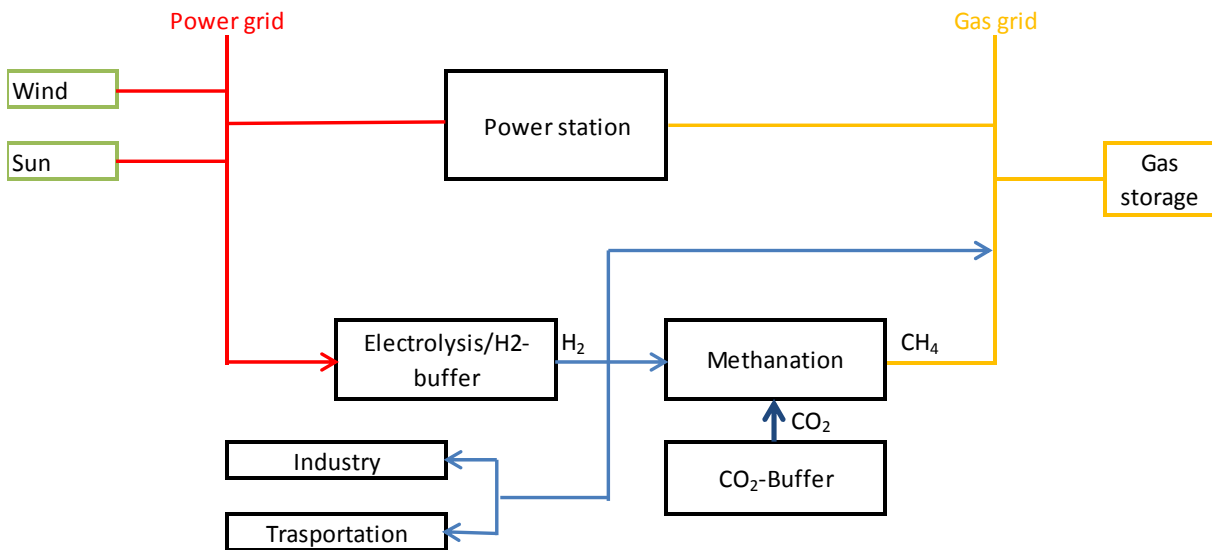 Power grid
Gas grid
Wind
Power station
Sun
Gas
storage
Electrolysis/H2-
buffer
H₂
Methanation
CH₄
CO₂
Industry
CO₂-Buffer
Trasportation